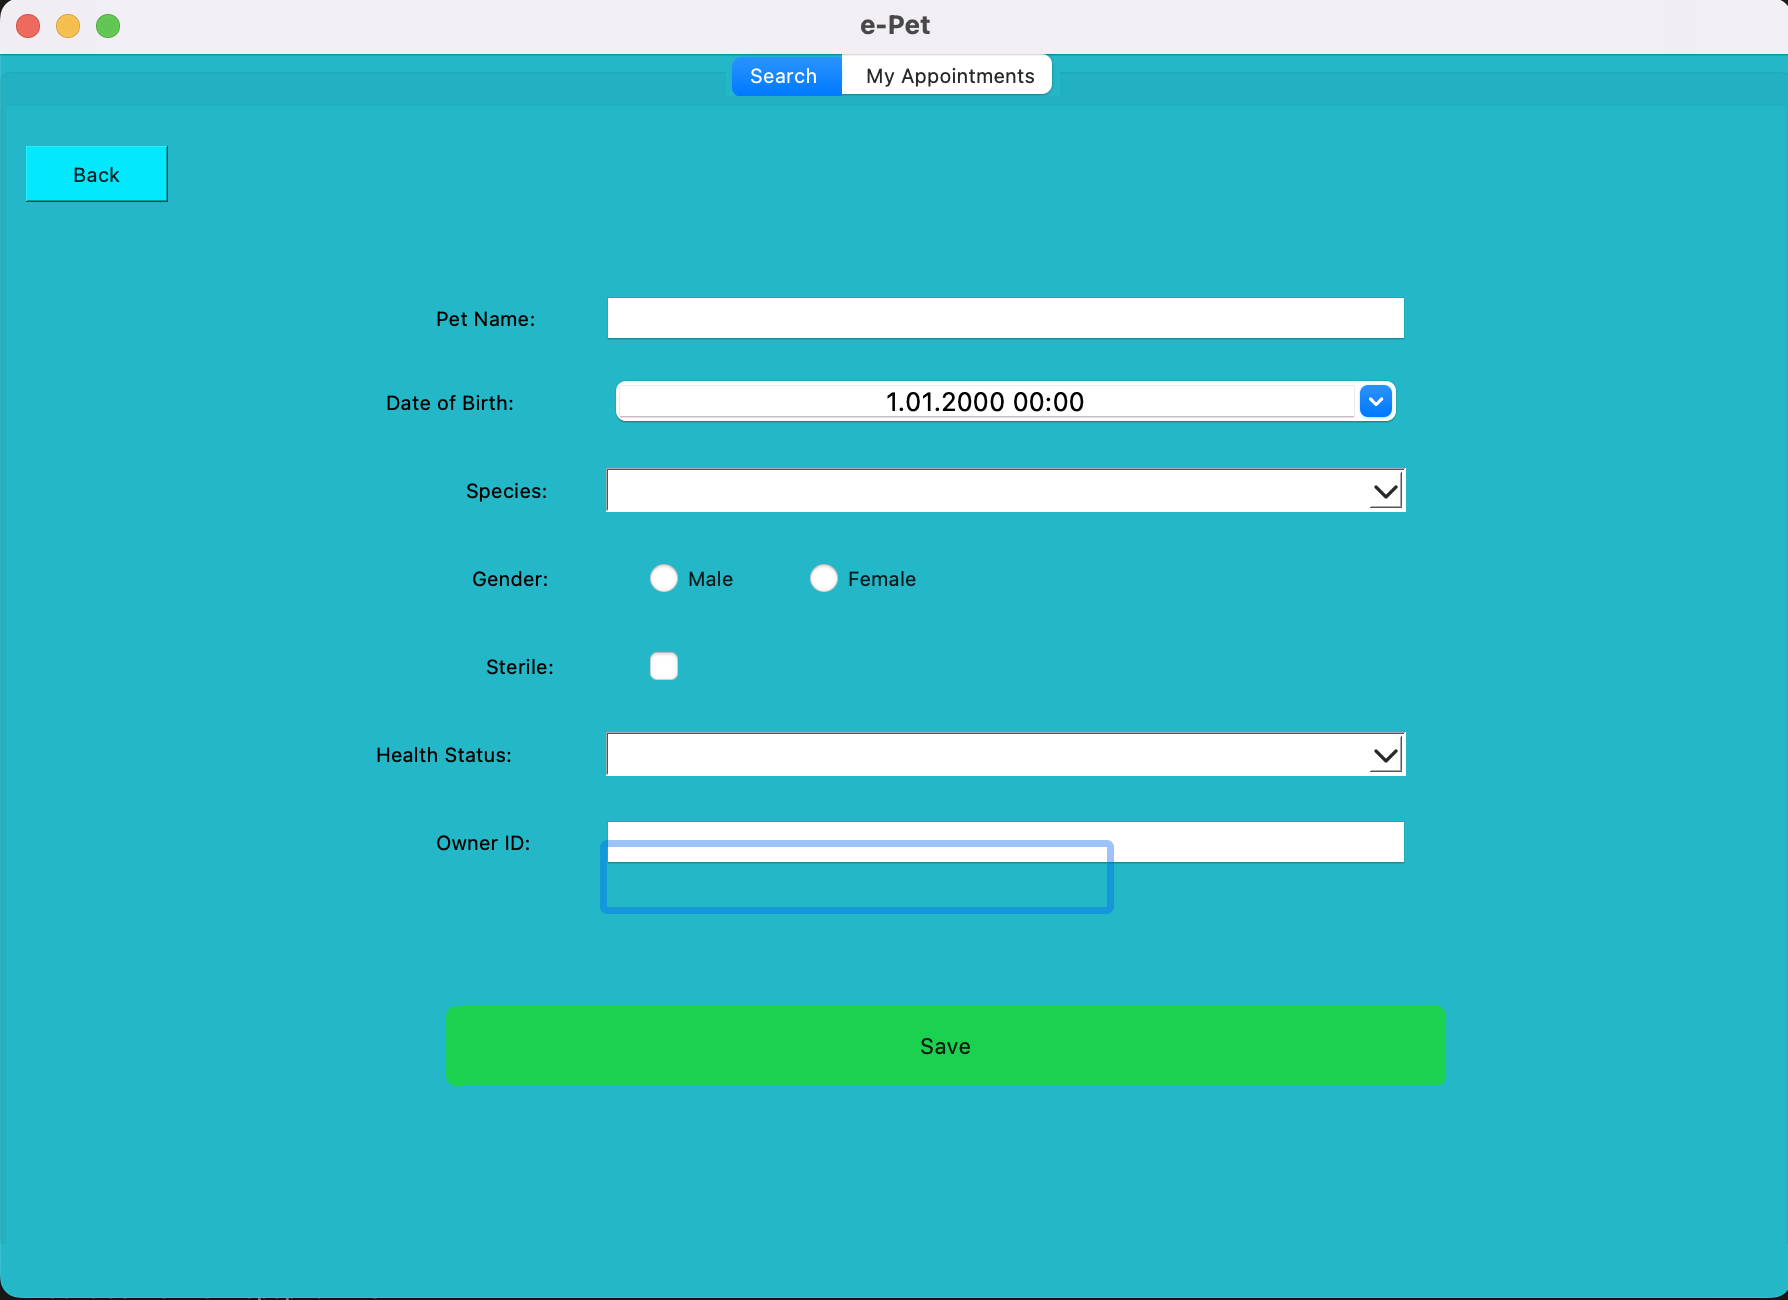 e-Pet
Search
My Appointments
Back
Pet Name:
Date of Birth:
1.01.2000 00:00
Species:
Gender:
Male
Female
Sterile:
Health Status:
Owner ID:
Save